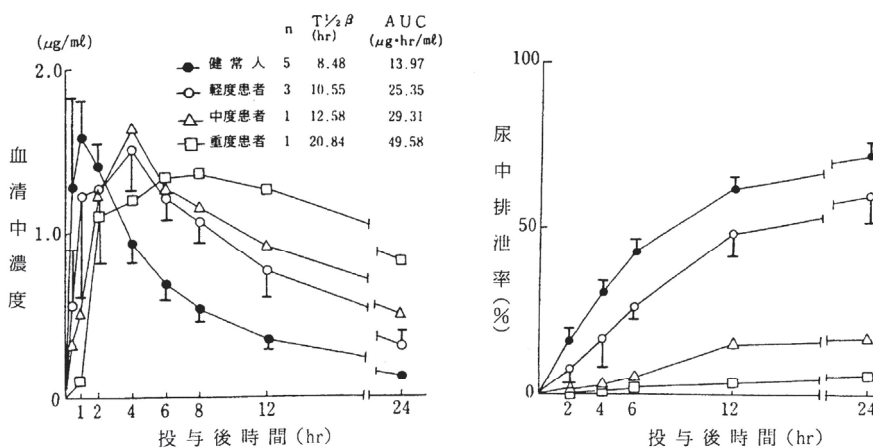 (μg/mℓ)
n T½β (hr) AUC (μg･hr/mℓ)
健常人 5 8.48 13.97
軽度患者 3 10.55 25.35
中度患者 1 12.58 29.31
重度患者 1 20.84 49.58
血清中濃度
2.0
1.0
0
1 2 4 6 8 12 24
投与後時間 (hr)
尿中排泄率(%)
100
50
0
2 4 6 12 24
投与後時間 (hr)